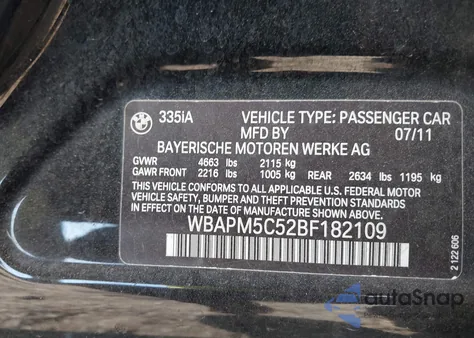 335iA VEHICLE TYPE: PASSENGER CAR
MFD BY 07/11
BAYERISCHE MOTOREN WERKE AG
GVWR 4663 lbs 2115 kg
GAWR FRONT 2216 lbs 1005 kg REAR 2634 lbs 1195 kg
THIS CONFORMS TO ALL APPLICABLE U.S. FEDERAL MOTOR
VEHICLE SAFETY, BUMPER, AND THEFT PREVENTION STANDARDS
IN EFFECT ON THE DATE OF MANUFACTURE SHOWN ABOVE.
WBAPM5C52BF182109
2 122 606
autoSnap